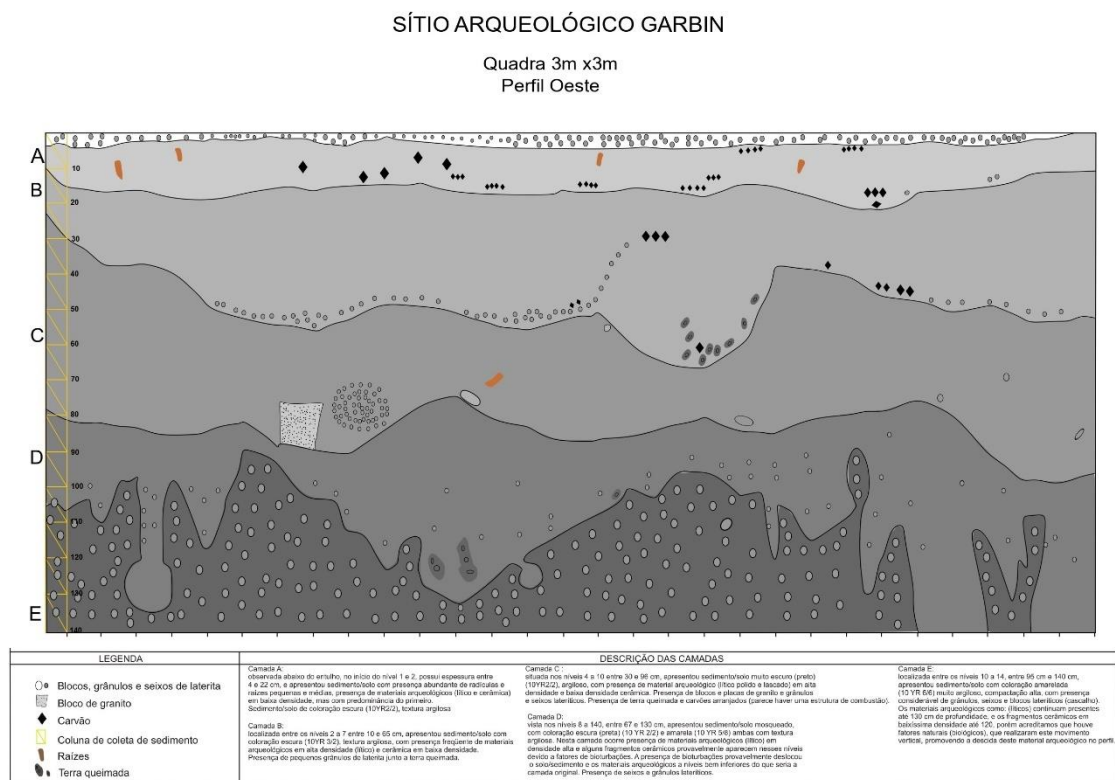 SÍTIO ARQUEOLÓGICO GARBIN
Quadra 3m x3m
Perfil Oeste
A
B
C
D
E
10
20
30
40
50
60
70
80
90
100
110
120
130
140
LEGENDA
Blocos, grânulos e seixos de laterita
Bloco de granito
Carvão
Coluna de coleta de sedimento
Raízes
Terra queimada
DESCRIÇÃO DAS CAMADAS
Camada A:
observada abaixo do entulho, no início do nível 1 e 2, possui espessura entre
4 e 22 cm, e apresentou sedimento/solo com presença abundante de radículas e
raízes pequenas e médias, presença de materiais arqueológicos (lítico e cerâmica)
em baixa densidade, mas com predominância do primeiro.
Sedimento/solo de coloração escura (10YR2/2), textura argilosa
Camada B:
localizada entre os níveis 2 a 7 entre 10 e 65 cm, apresentou sedimento/solo com
coloração escura (10YR 3/2), textura argilosa, com presença freqüente de materiais
arqueológicos em alta densidade (lítico) e cerâmica em baixa densidade.
Presença de pequenos grânulos de laterita junto a terra queimada.
Camada C :
situada nos níveis 4 a 10 entre 30 e 98 cm, apresentou sedimento/solo muito escuro (preto)
(10YR2/2), argiloso, com presença de material arqueológico (lítico polido e lascado) em alta
densidade e baixa densidade cerâmica. Presença de blocos e placas de granito e grânulos
e seixos lateríticos. Presença de terra queimada e carvões arranjados (parece haver uma estrutura de combustão).
Camada D:
vista nos níveis 8 a 140, entre 67 e 130 cm, apresentou sedimento/solo mosqueado,
com coloração escura (preta) (10 YR 2/2) e amarela (10 YR 5/8) ambas com textura
argilosa. Nesta camada ocorre presença de materiais arqueológicos (lítico) em
densidade alta e alguns fragmentos cerâmicos provavelmente aparecem nesses níveis
devido a fatores de bioturbações. A presença de bioturbações provavelmente deslocou
o solo/sedimento e os materiais arqueológicos a níveis bem inferiores do que seria a
camada original. Presença de seixos e grânulos lateríticos.
Camada E:
localizada entre os níveis 10 a 14, entre 95 cm e 140 cm,
apresentou sedimento/solo com coloração amarelada
(10 YR 6/6) muito argiloso, compactação alta, com presença
considerável de grânulos, seixos e blocos lateríticos (cascalho).
Os materiais arqueológicos como: (líticos) continuam presentes
até 130 cm de profundidade, e os fragmentos cerâmicos em
baixíssima densidade até 120, porém acreditamos que houve
fatores naturais (biológicos), que realizaram este movimento
vertical, promovendo a descida deste material arqueológico no perfil.